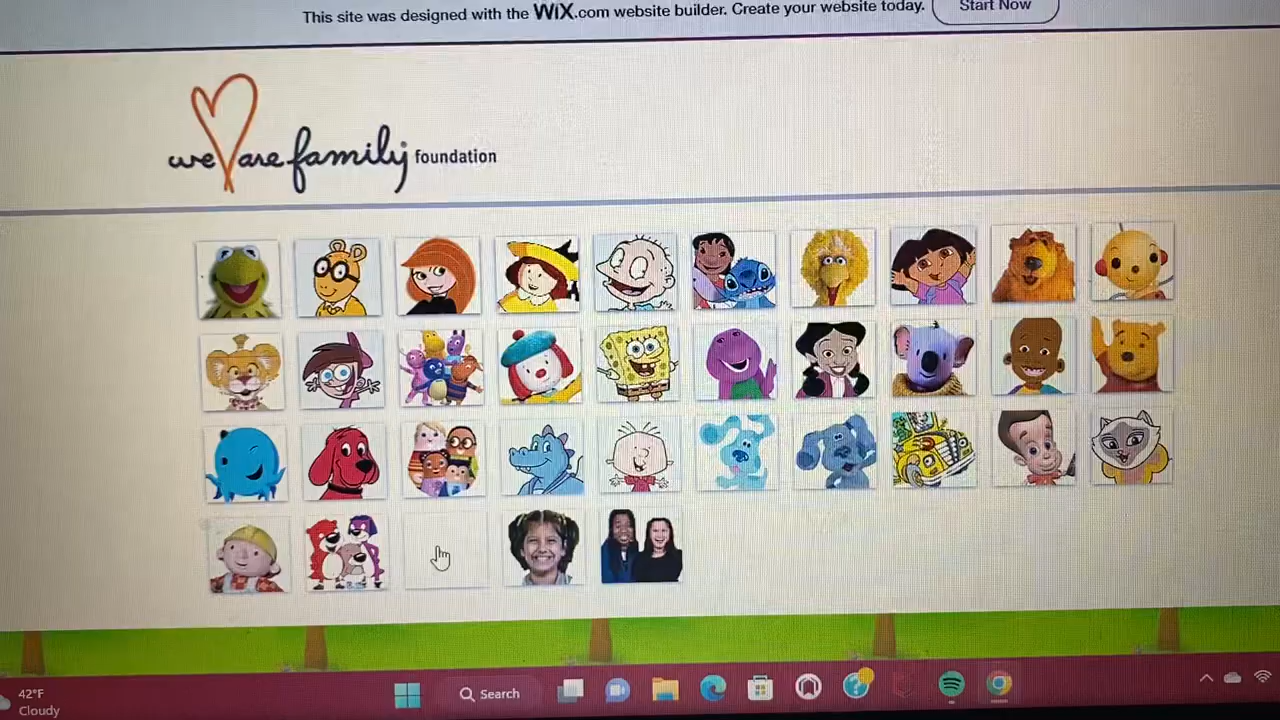 This site was designed with the WiX.com website builder. Create your website today.
Start Now
we are family foundation
42°F
Cloudy
Search